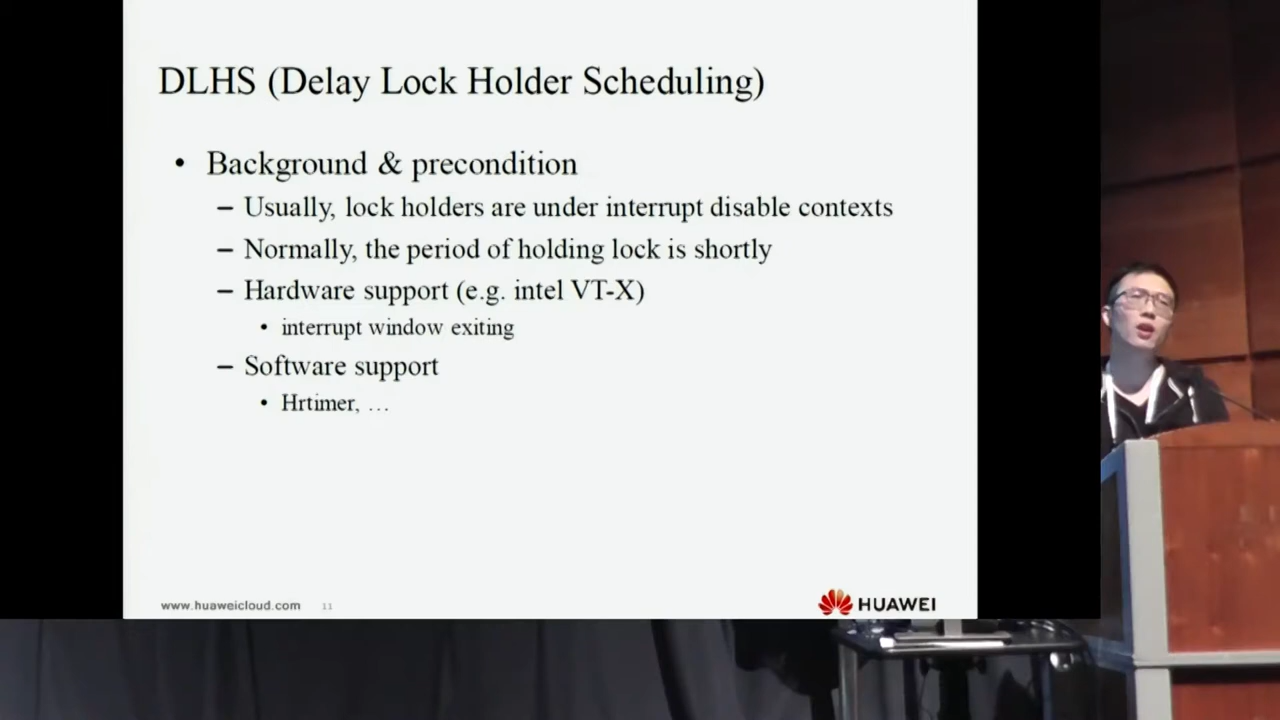 DLHS (Delay Lock Holder Scheduling)
• Background & precondition
– Usually, lock holders are under interrupt disable contexts
– Normally, the period of holding lock is shortly
– Hardware support (e.g. intel VT-X)
• interrupt window exiting
– Software support
• Hrtimer, …
www.huaweicloud.com 11
HUAWEI